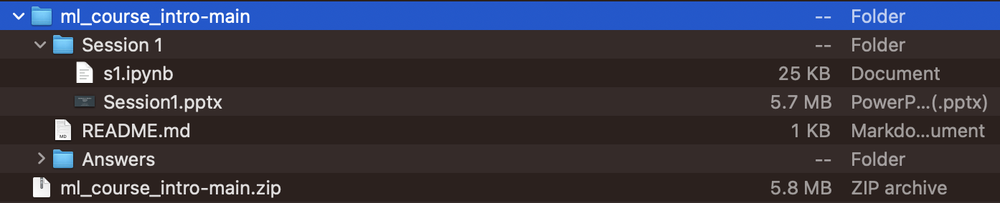 ml_course_intro-main -- Folder
Session 1 -- Folder
s1.ipynb 25 KB Document
Session1.pptx 5.7 MB PowerP...(.pptx)
README.md 1 KB Markdo...ument
Answers -- Folder
ml_course_intro-main.zip 5.8 MB ZIP archive